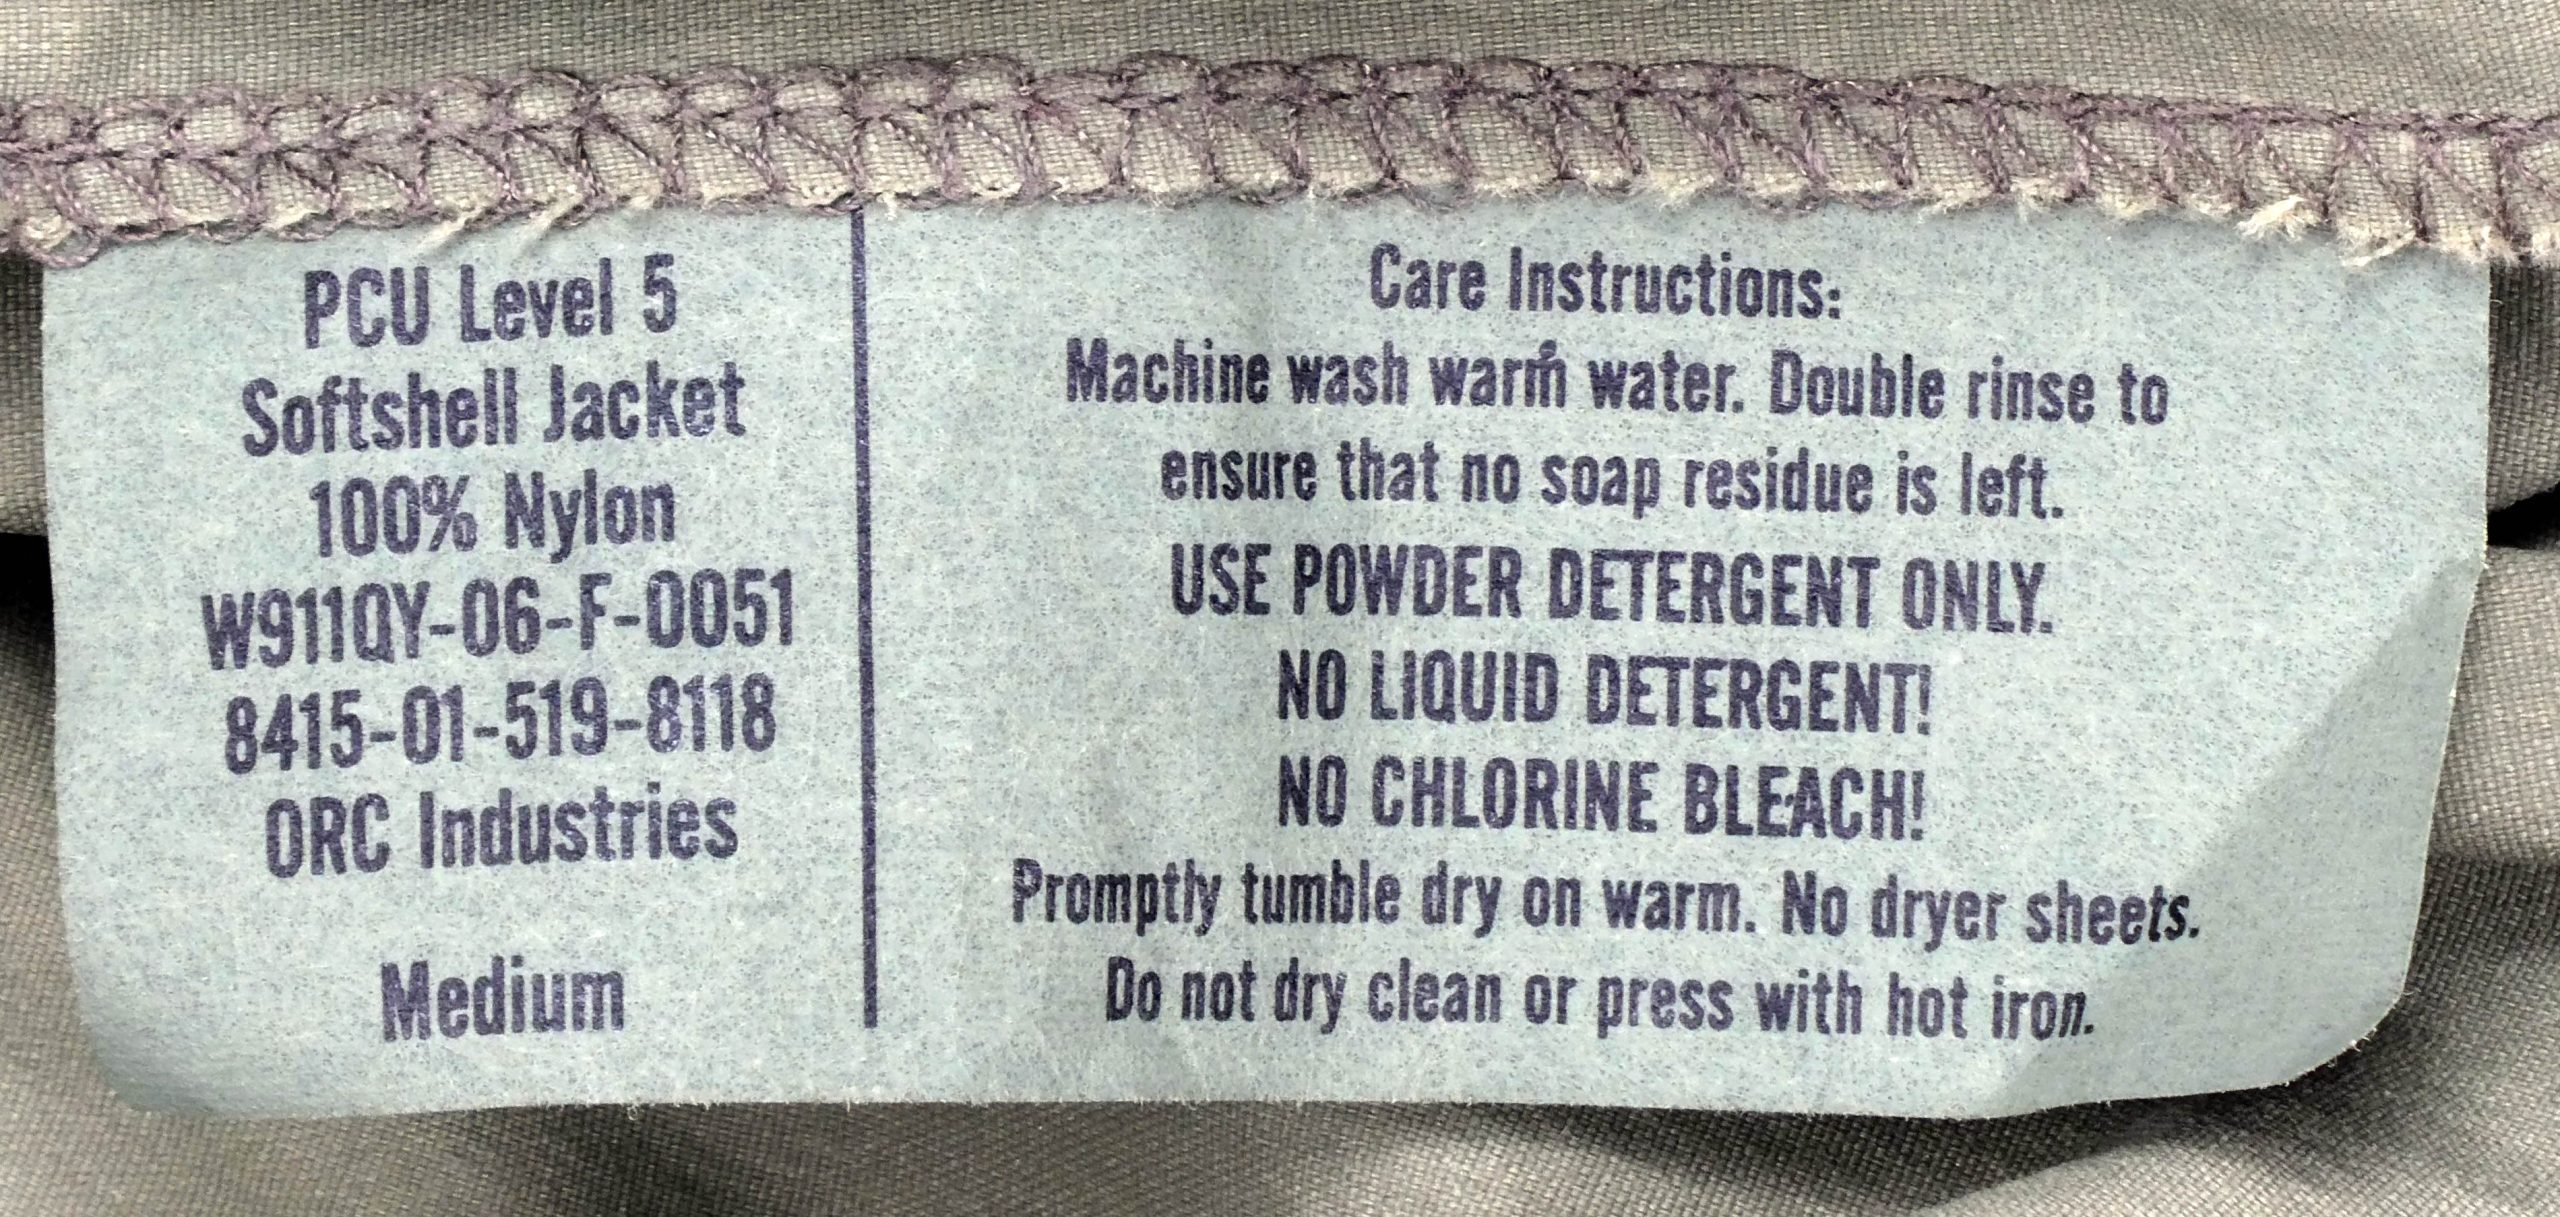 PCU Level 5
Softshell Jacket
100% Nylon
W911QY-06-F-0051
8415-01-519-8118
ORC Industries
Medium
Care Instructions:
Machine wash warm water. Double rinse to
ensure that no soap residue is left.
USE POWDER DETERGENT ONLY.
NO LIQUID DETERGENT!
NO CHLORINE BLEACH!
Promptly tumble dry on warm. No dryer sheets.
Do not dry clean or press with hot iron.